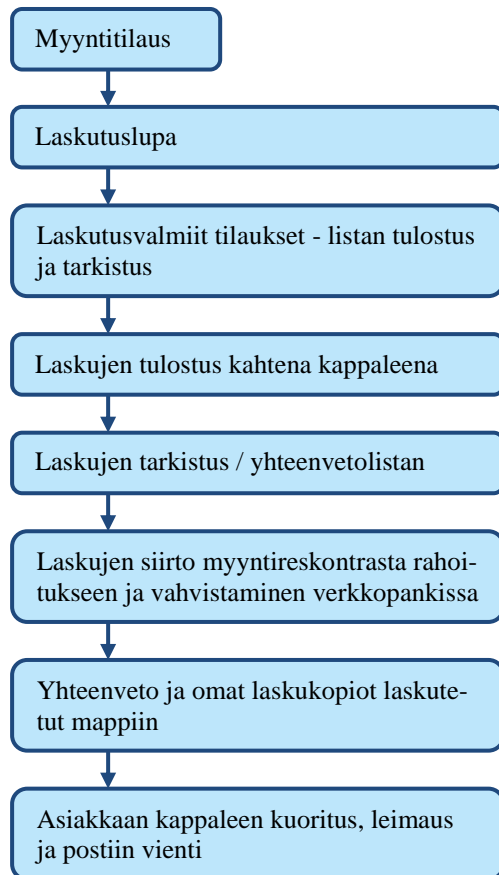 Myyntitilaus
Laskutuslupa
Laskutusvalmiit tilaukset - listan tulostus
ja tarkistus
Laskujen tulostus kahtena kappaleena
Laskujen tarkistus / yhteenvetolistan
Laskujen siirto myyntireskontrasta rahoi-
tukseen ja vahvistaminen verkkopankissa
Yhteenveto ja omat laskukopiot laskute-
tut mappiin
Asiakkaan kappaleen kuoritus, leimaus
ja postiin vienti